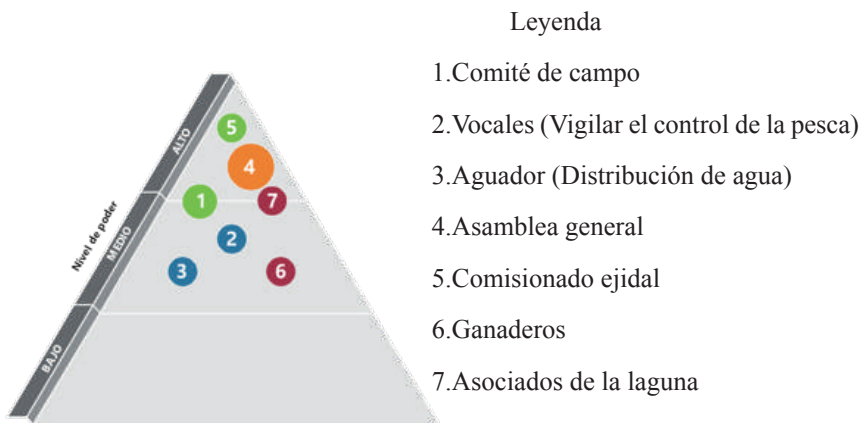 Leyenda
1.Comité de campo
2.Vocales (Vigilar el control de la pesca)
3.Aguador (Distribución de agua)
4.Asamblea general
5.Comisionado ejidal
6.Ganaderos
7.Asociados de la laguna
Nivel de poder
ALTO
MEDIO
BAJO
5
4
1
7
2
3
6